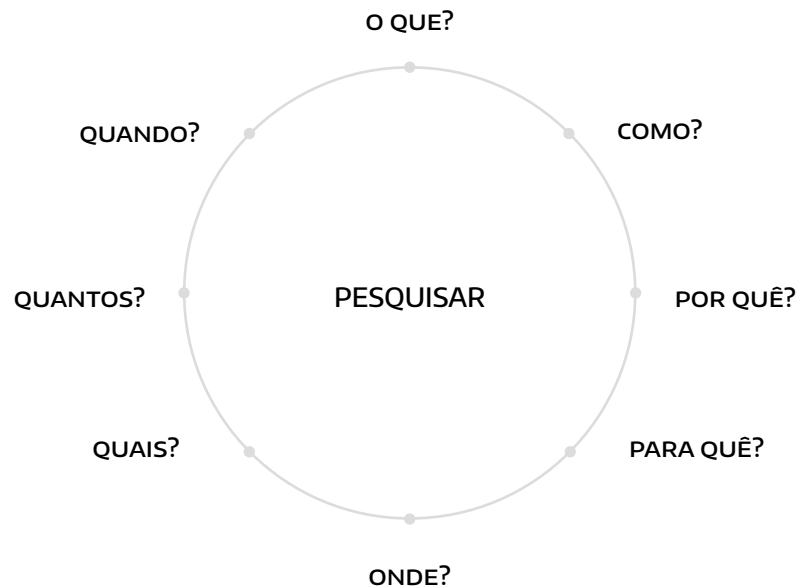 O QUE?
QUANDO?
COMO?
QUANTOS?
PESQUISAR
POR QUÊ?
QUAIS?
PARA QUÊ?
ONDE?